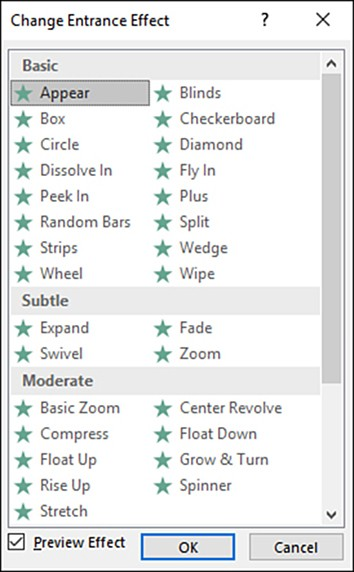 Change Entrance Effect ?
Basic
Appear Blinds
Box Checkerboard
Circle Diamond
Dissolve In Fly In
Peek In Plus
Random Bars Split
Strips Wedge
Wheel Wipe
Subtle
Expand Fade
Swivel Zoom
Moderate
Basic Zoom Center Revolve
Compress Float Down
Float Up Grow & Turn
Rise Up Spinner
Stretch
Preview Effect OK Cancel